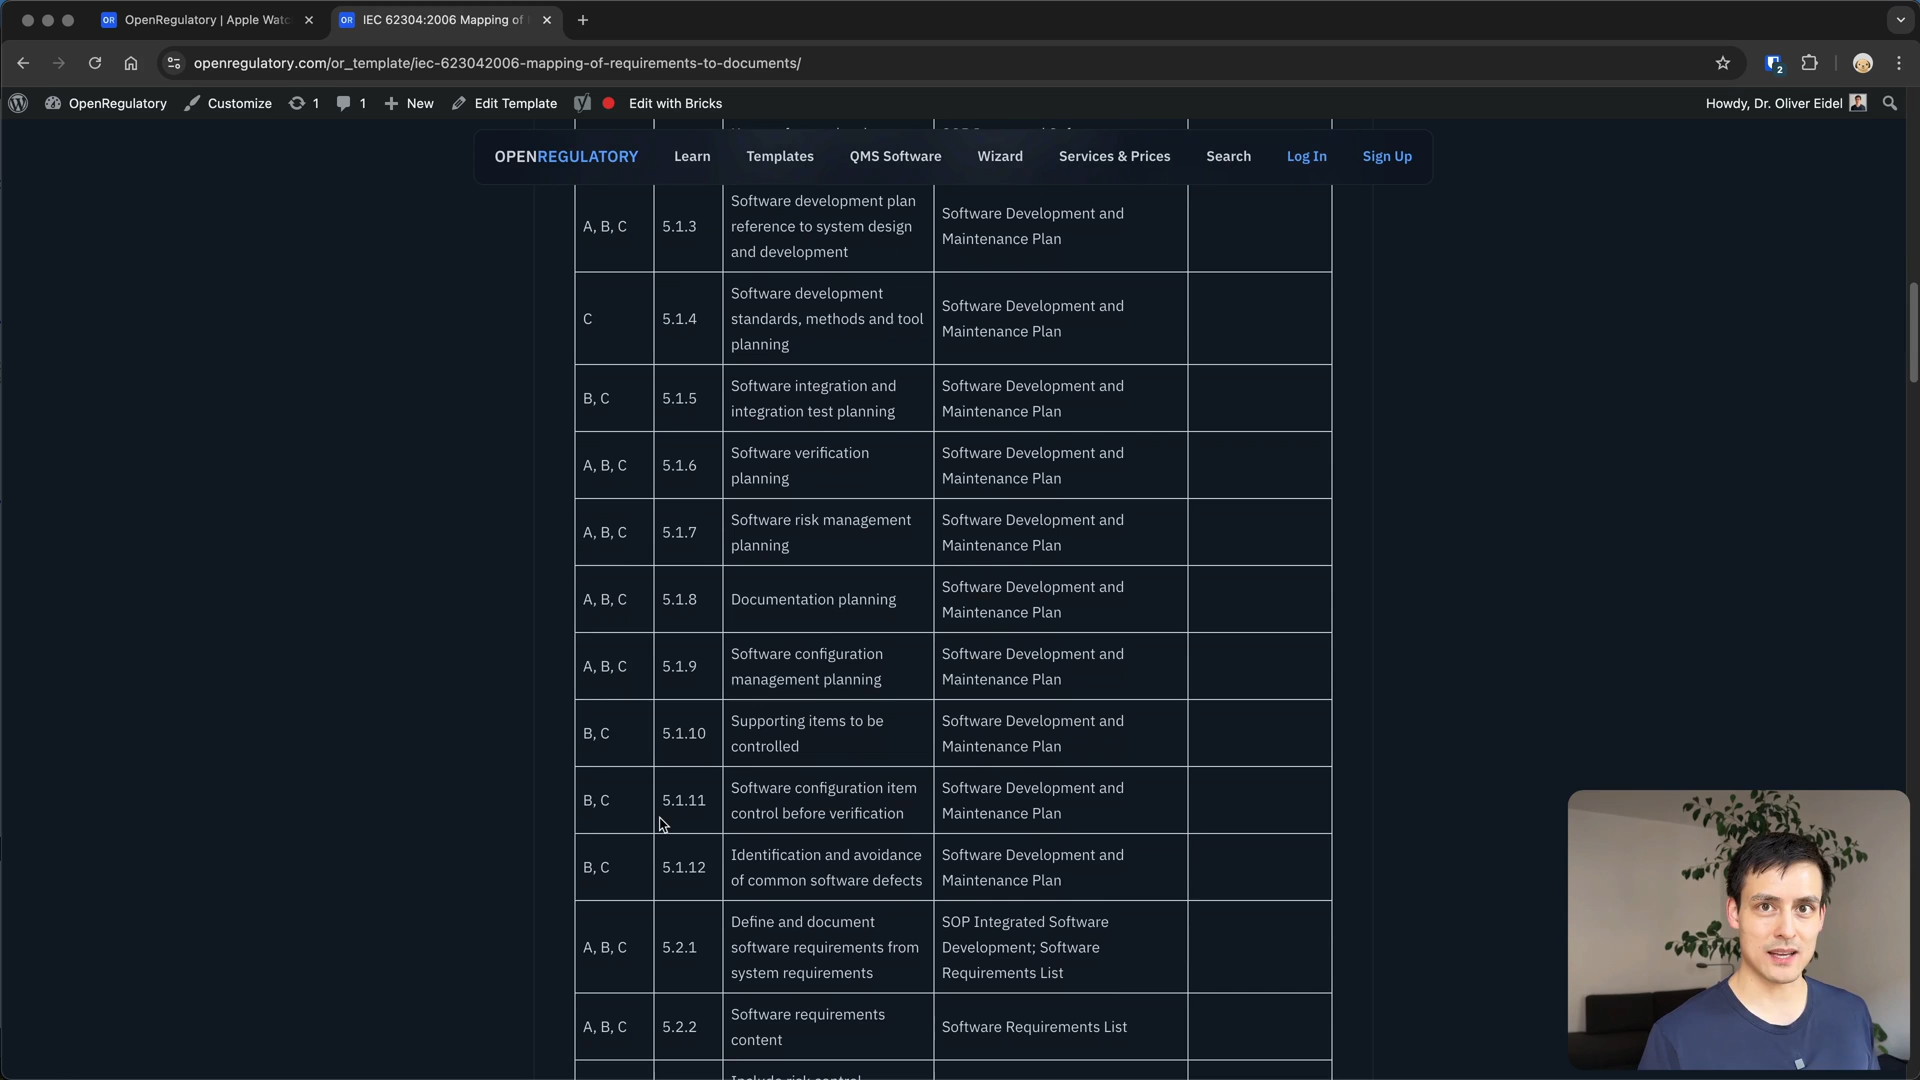 OR OpenRegulatory | Apple Watc
OR IEC 62304:2006 Mapping of
openregulatory.com/or_template/iec-623042006-mapping-of-requirements-to-documents/
2
OpenRegulatory
Customize
1
1
New
Edit Template
Edit with Bricks
Howdy, Dr. Oliver Eidel
OPENREGULATORY
Learn
Templates
QMS Software
Wizard
Services & Prices
Search
Log In
Sign Up
A, B, C
5.1.3
Software development plan
reference to system design
and development
Software Development and
Maintenance Plan
C
5.1.4
Software development
standards, methods and tool
planning
Software Development and
Maintenance Plan
B, C
5.1.5
Software integration and
integration test planning
Software Development and
Maintenance Plan
A, B, C
5.1.6
Software verification
planning
Software Development and
Maintenance Plan
A, B, C
5.1.7
Software risk management
planning
Software Development and
Maintenance Plan
A, B, C
5.1.8
Documentation planning
Software Development and
Maintenance Plan
A, B, C
5.1.9
Software configuration
management planning
Software Development and
Maintenance Plan
B, C
5.1.10
Supporting items to be
controlled
Software Development and
Maintenance Plan
B, C
5.1.11
Software configuration item
control before verification
Software Development and
Maintenance Plan
B, C
5.1.12
Identification and avoidance
of common software defects
Software Development and
Maintenance Plan
A, B, C
5.2.1
Define and document
software requirements from
system requirements
SOP Integrated Software
Development; Software
Requirements List
A, B, C
5.2.2
Software requirements
content
Software Requirements List
Include risk control